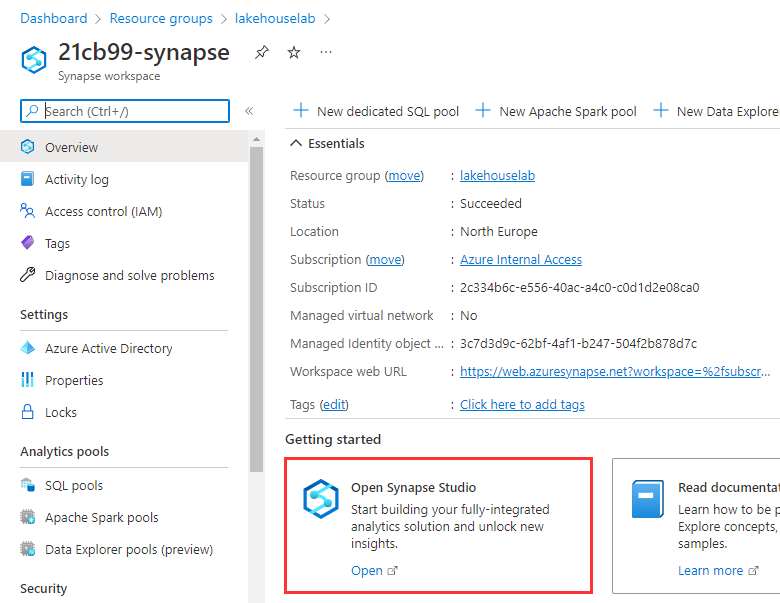 Dashboard > Resource groups > lakehouselab >
21cb99-synapse
Synapse workspace
Search (Ctrl+/)
Overview
Activity log
Access control (IAM)
Tags
Diagnose and solve problems
Settings
Azure Active Directory
Properties
Locks
Analytics pools
SQL pools
Apache Spark pools
Data Explorer pools (preview)
Security
New dedicated SQL pool
New Apache Spark pool
New Data Explore
Essentials
Resource group (move) : lakehouselab
Status : Succeeded
Location : North Europe
Subscription (move) : Azure Internal Access
Subscription ID : 2c334b6c-e556-40ac-a4c0-c0d1d2e08ca0
Managed virtual network : No
Managed Identity object ... : 3c7d3d9c-62bf-4af1-b247-504f2b878d7c
Workspace web URL : https://web.azuresynapse.net?workspace=%2fsubscr...
Tags (edit) : Click here to add tags
Getting started
Open Synapse Studio
Start building your fully-integrated
analytics solution and unlock new
insights.
Open
Read documentat
Learn how to be p
Explore concepts,
samples.
Learn more